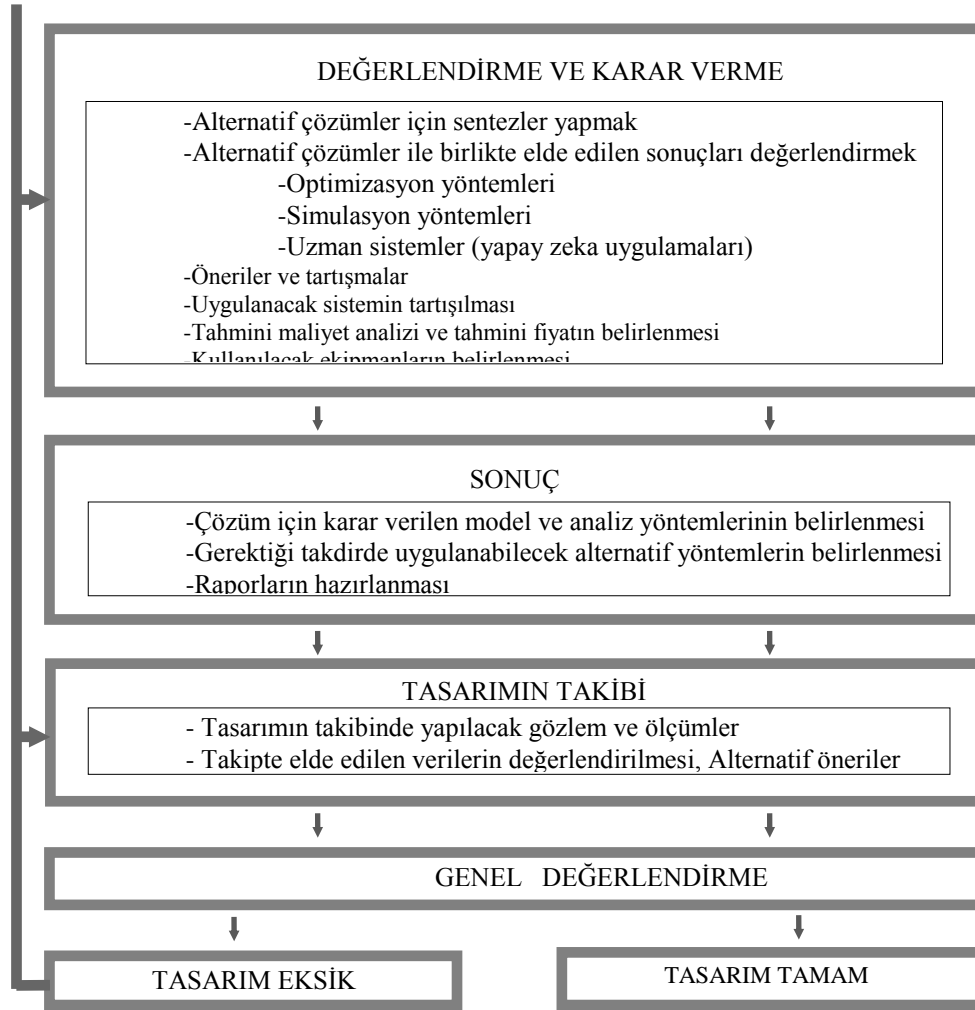 DEĞERLENDİRME VE KARAR VERME
-Alternatif çözümler için sentezler yapmak
-Alternatif çözümler ile birlikte elde edilen sonuçları değerlendirmek
-Optimizasyon yöntemleri
-Simulasyon yöntemleri
-Uzman sistemler (yapay zeka uygulamaları)
-Öneriler ve tartışmalar
-Uygulanacak sistemin tartışılması
-Tahmini maliyet analizi ve tahmini fiyatın belirlenmesi
-Kullanılacak ekipmanların belirlenmesi
SONUÇ
-Çözüm için karar verilen model ve analiz yöntemlerinin belirlenmesi
-Gerektiği takdirde uygulanabilecek alternatif yöntemlerin belirlenmesi
-Raporların hazırlanması
TASARIMIN TAKİBİ
- Tasarımın takibinde yapılacak gözlem ve ölçümler
- Takipte elde edilen verilerin değerlendirilmesi, Alternatif öneriler
GENEL DEĞERLENDİRME
TASARIM EKSİK
TASARIM TAMAM